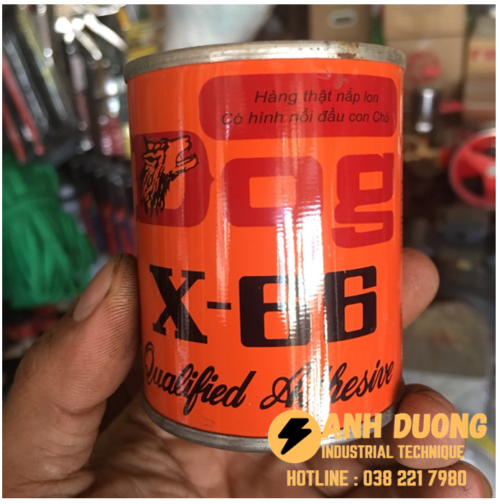 Hàng thật nắp lon
Có hình nổi đầu con Chó
Dog
X-66
Qualified Adhesive
ANH DUONG
INDUSTRIAL TECHNIQUE
HOTLINE : 038 221 7980